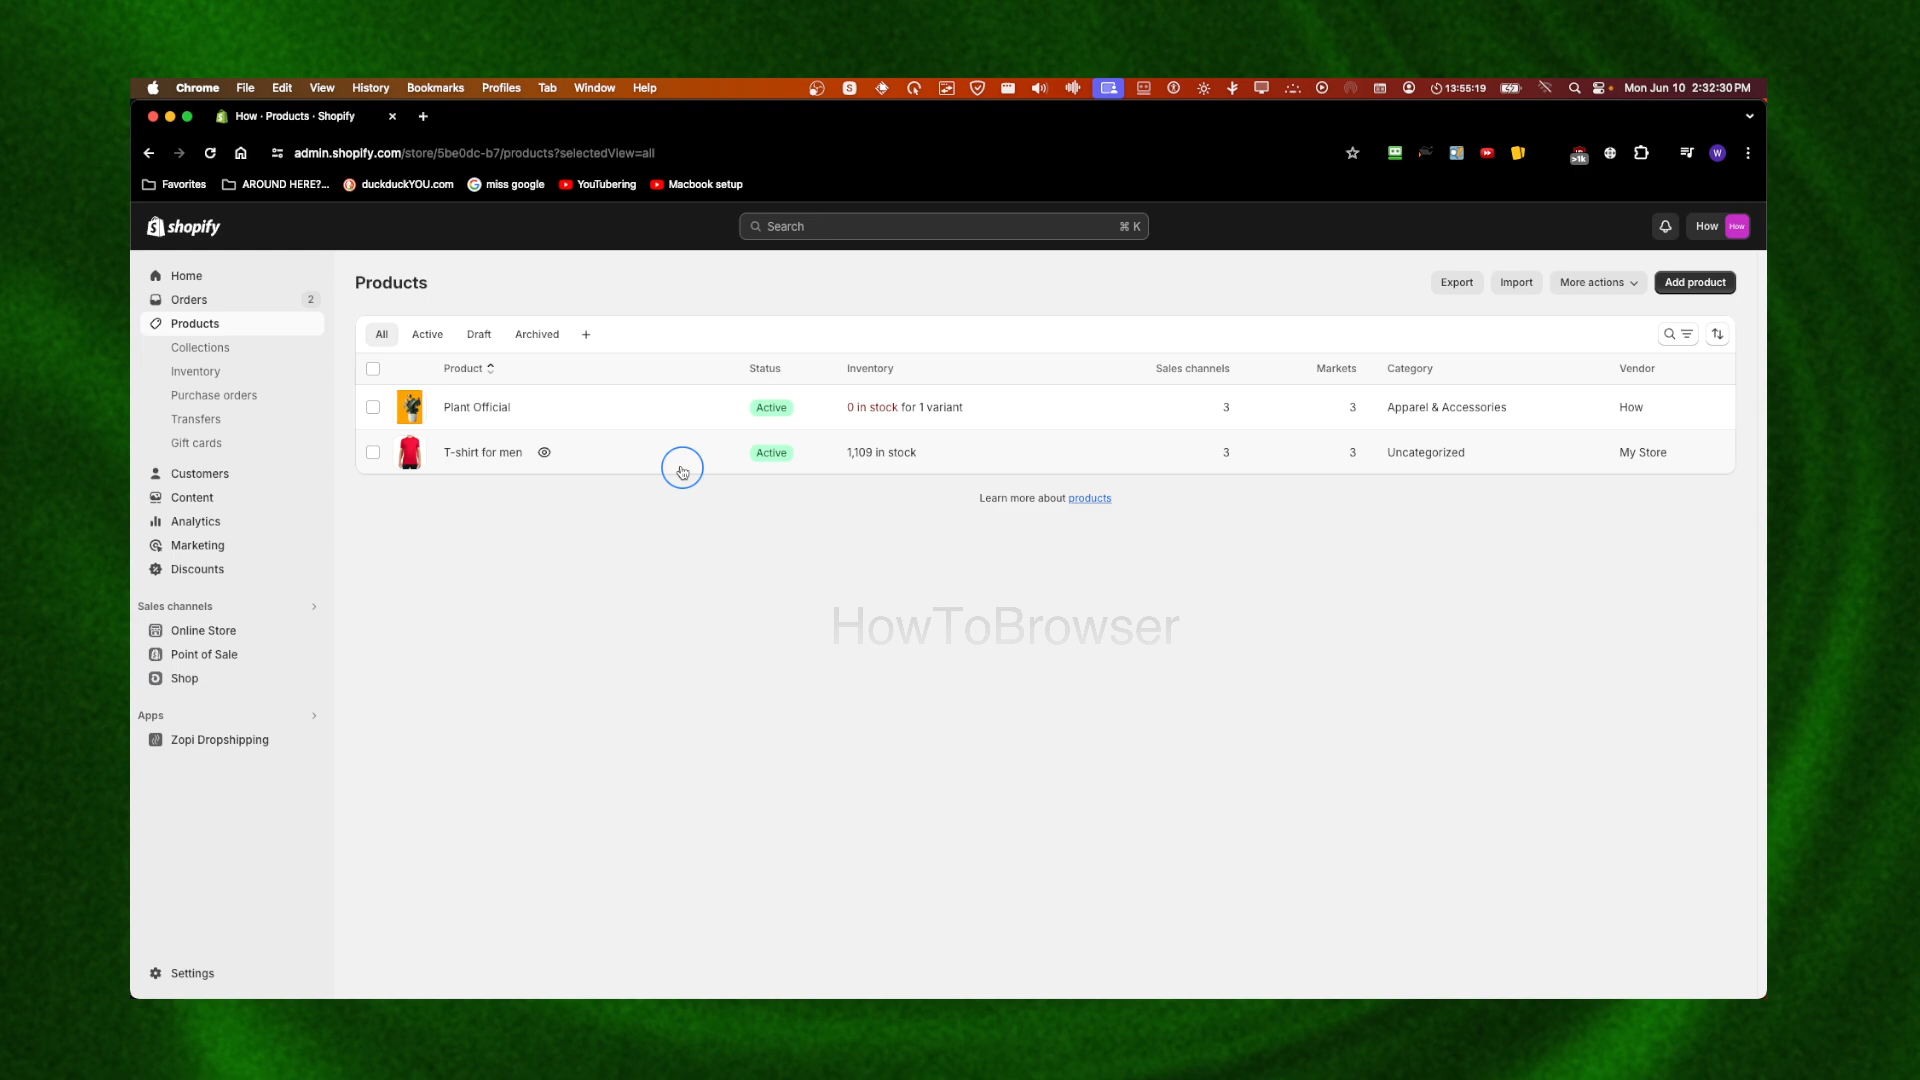 Chrome File Edit View History Bookmarks Profiles Tab Window Help 13:55:19 Mon Jun 10 2:32:30 PM
How · Products · Shopify
admin.shopify.com/store/5be0dc-b7/products?selectedView=all >1k W
Favorites AROUND HERE?... duckduckYOU.com miss google YouTubering Macbook setup
shopify Search ⌘ K How How
Home
Orders 2
Products
Collections
Inventory
Purchase orders
Transfers
Gift cards
Customers
Content
Analytics
Marketing
Discounts
Sales channels
Online Store
Point of Sale
Shop
Apps
Zopi Dropshipping
Settings
Products Export Import More actions Add product
All Active Draft Archived +
Product Status Inventory Sales channels Markets Category Vendor
Plant Official Active 0 in stock for 1 variant 3 3 Apparel & Accessories How
T-shirt for men Active 1,109 in stock 3 3 Uncategorized My Store
Learn more about products
HowToBrowser